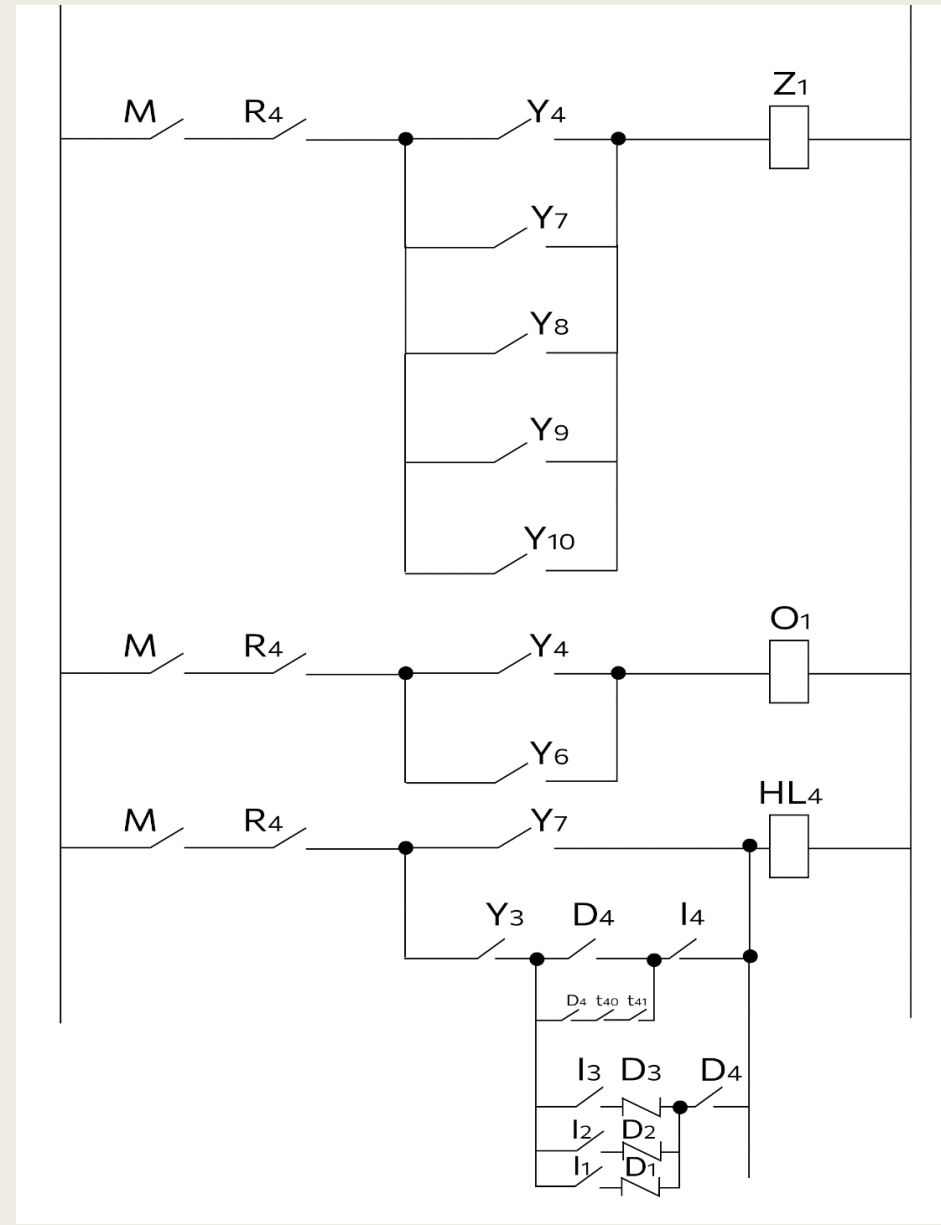 M R4 Y4 Z1
Y7
Y8
Y9
Y10
M R4 Y4 O1
Y6
M R4 Y7 HL4
Y3 D4 I4
D4 t40 t41
I3 D3 D4
I2 D2
I1 D1